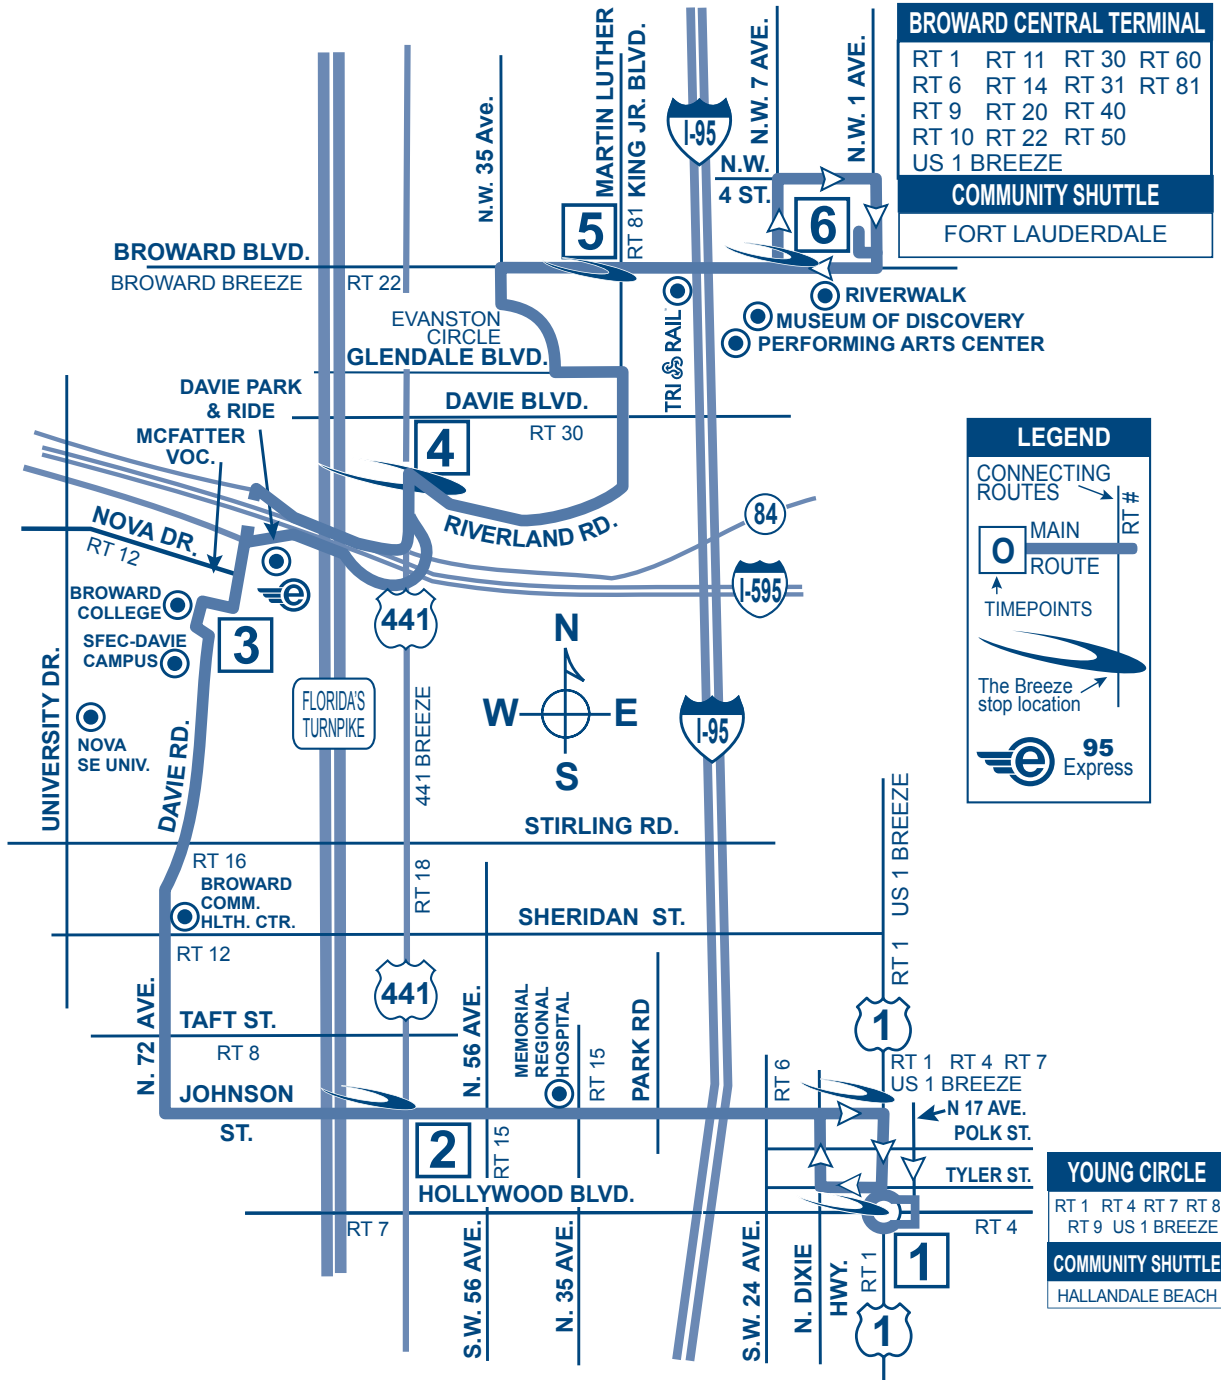 BROWARD CENTRAL TERMINAL
RT 1 RT 11 RT 30 RT 60
RT 6 RT 14 RT 31 RT 81
RT 9 RT 20 RT 40
RT 10 RT 22 RT 50
US 1 BREEZE
COMMUNITY SHUTTLE
FORT LAUDERDALE
N.W. 35 Ave.
MARTIN LUTHER
KING JR. BLVD.
RT 81
I-95
N.W. 7 AVE.
N.W. 1 AVE.
N.W.
4 ST.
5
6
BROWARD BLVD.
BROWARD BREEZE
RT 22
EVANSTON
CIRCLE
GLENDALE BLVD.
TRI RAIL
RIVERWALK
MUSEUM OF DISCOVERY
PERFORMING ARTS CENTER
DAVIE PARK
& RIDE
DAVIE BLVD.
RT 30
MCFATTER
VOC.
4
RIVERLAND RD.
84
I-595
NOVA DR.
RT 12
BROWARD
COLLEGE
e
SFEC-DAVIE
CAMPUS
3
441
N
W
E
S
UNIVERSITY DR.
NOVA
SE UNIV.
DAVIE RD.
FLORIDA'S
TURNPIKE
441 BREEZE
I-95
LEGEND
CONNECTING
ROUTES
RT #
O
MAIN
ROUTE
TIMEPOINTS
The Breeze
stop location
e
95
Express
STIRLING RD.
RT 16
RT 18
RT 1 US 1 BREEZE
BROWARD
COMM.
HLTH. CTR.
SHERIDAN ST.
RT 12
N. 72 AVE.
441
N. 56 AVE.
MEMORIAL
REGIONAL
HOSPITAL
RT 15
PARK RD
1
TAFT ST.
RT 8
RT 6
RT 1 RT 4 RT 7
US 1 BREEZE
JOHNSON
ST.
N 17 AVE.
POLK ST.
2
RT 15
TYLER ST.
HOLLYWOOD BLVD.
RT 7
RT 4
S.W. 56 AVE.
N. 35 AVE.
S.W. 24 AVE.
N. DIXIE
HWY.
RT 1
1
1
YOUNG CIRCLE
RT 1 RT 4 RT 7 RT 8
RT 9 US 1 BREEZE
COMMUNITY SHUTTLE
HALLANDALE BEACH